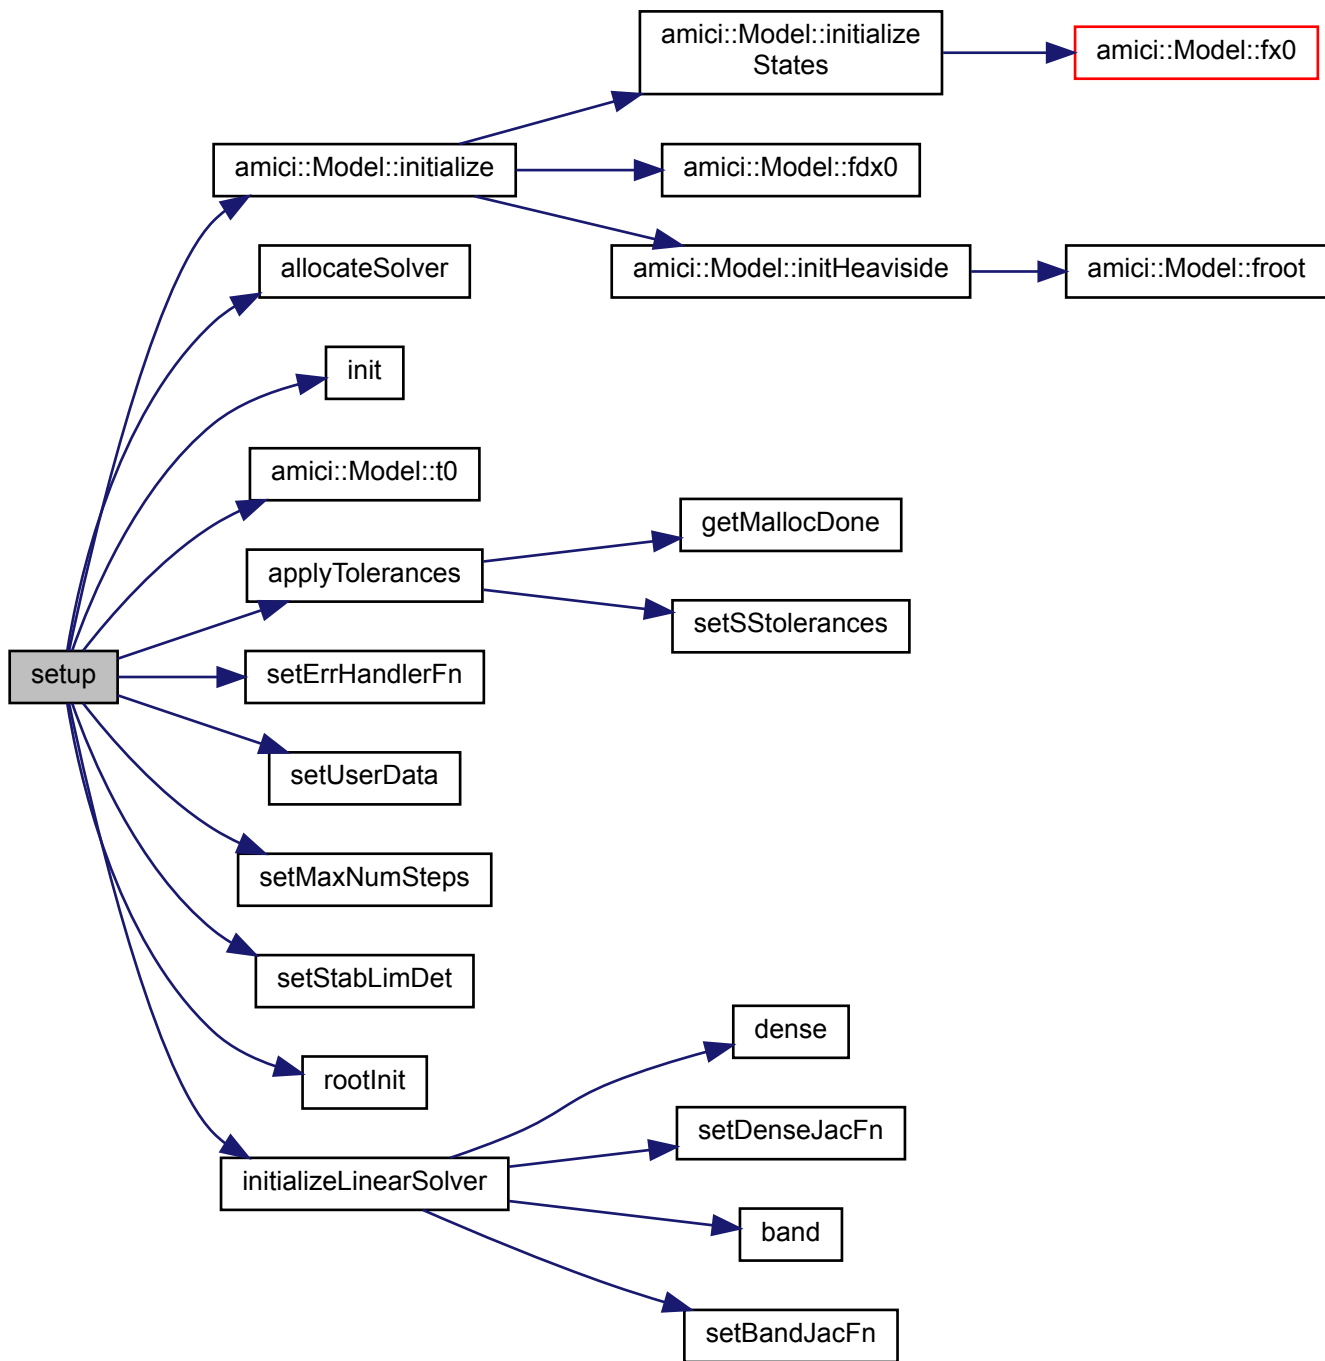 amici::Model::initialize
States
amici::Model::fx0
amici::Model::initialize
amici::Model::fdx0
allocateSolver
amici::Model::initHeaviside
amici::Model::froot
init
amici::Model::t0
getMallocDone
applyTolerances
setSStolerances
setup
setErrHandlerFn
setUserData
setMaxNumSteps
setStabLimDet
dense
rootInit
setDenseJacFn
initializeLinearSolver
band
setBandJacFn